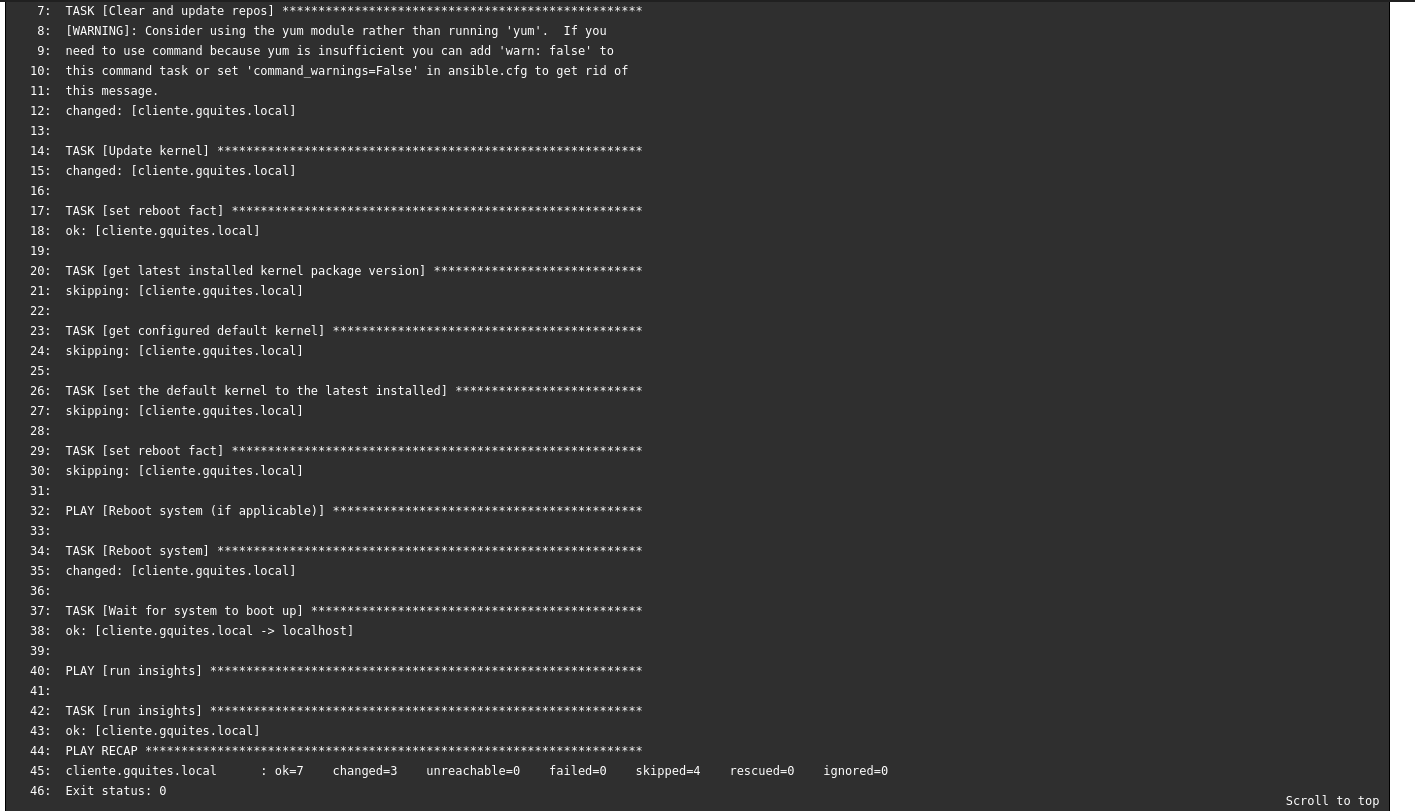 7: TASK [Clear and update repos] **************************************************
8: [WARNING]: Consider using the yum module rather than running 'yum'.  If you
9: need to use command because yum is insufficient you can add 'warn: false' to
10: this command task or set 'command_warnings=False' in ansible.cfg to get rid of
11: this message.
12: changed: [cliente.gquites.local]
13:
14: TASK [Update kernel] ***********************************************************
15: changed: [cliente.gquites.local]
16:
17: TASK [set reboot fact] *********************************************************
18: ok: [cliente.gquites.local]
19:
20: TASK [get latest installed kernel package version] *****************************
21: skipping: [cliente.gquites.local]
22:
23: TASK [get configured default kernel] *******************************************
24: skipping: [cliente.gquites.local]
25:
26: TASK [set the default kernel to the latest installed] **************************
27: skipping: [cliente.gquites.local]
28:
29: TASK [set reboot fact] *********************************************************
30: skipping: [cliente.gquites.local]
31:
32: PLAY [Reboot system (if applicable)] *******************************************
33:
34: TASK [Reboot system] ***********************************************************
35: changed: [cliente.gquites.local]
36:
37: TASK [Wait for system to boot up] **********************************************
38: ok: [cliente.gquites.local -> localhost]
39:
40: PLAY [run insights] ************************************************************
41:
42: TASK [run insights] ************************************************************
43: ok: [cliente.gquites.local]
44: PLAY RECAP *********************************************************************
45: cliente.gquites.local      : ok=7    changed=3    unreachable=0    failed=0    skipped=4    rescued=0    ignored=0
46: Exit status: 0
Scroll to top